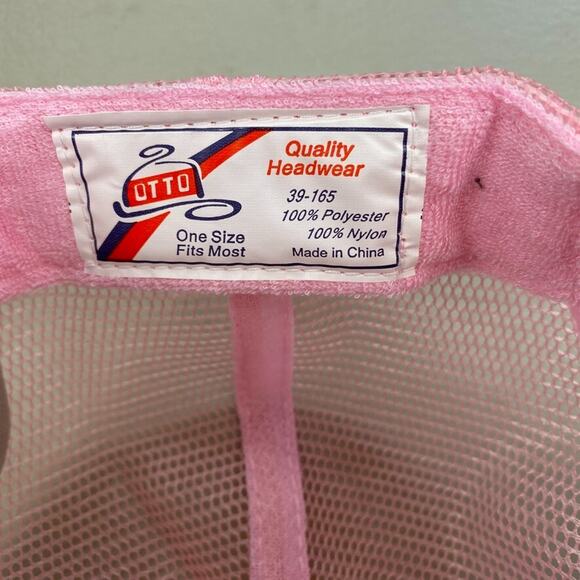 OTTO
One Size
Fits Most
Quality
Headwear
39-165
100% Polyester
100% Nylon
Made in China